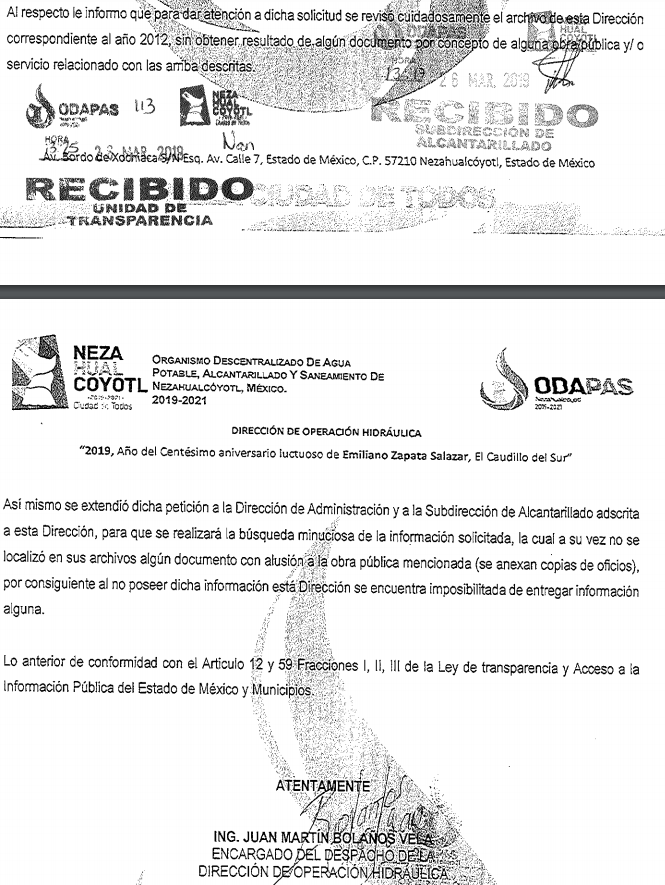 Al respecto le informo que para dar atención a dicha solicitud se revisó cuidadosamente el archivo de esta Dirección
correspondiente al año 2012, sin obtener resultado de algún documento por concepto de alguna obra pública y/ o
servicio relacionado con las arriba descritas.
HORA
13:19
26 MAR. 2019
RECIBIDO
SUBDIRECCIÓN DE
ALCANTARILLADO
ODAPAS
113
NEZA
HUAL
COYOTL
Ciudad de Todos
HORA
MAR. 2019
Av. Bordo de Xochiaca S/N Esq. Av. Calle 7, Estado de México, C.P. 57210 Nezahualcóyotl, Estado de México
RECIBIDO
UNIDAD DE
TRANSPARENCIA
CIUDAD DE TODOS
NEZA
HUAL
COYOTL
-2019-2021-
Ciudad de Todos
ORGANISMO DESCENTRALIZADO DE AGUA
POTABLE, ALCANTARILLADO Y SANEAMIENTO DE
NEZAHUALCÓYOTL, MÉXICO.
2019-2021
ODAPAS
Nezahualcóyotl
2019-2021
DIRECCIÓN DE OPERACIÓN HIDRÁULICA
“2019, Año del Centésimo aniversario luctuoso de Emiliano Zapata Salazar, El Caudillo del Sur”
Así mismo se extendió dicha petición a la Dirección de Administración y a la Subdirección de Alcantarillado adscrita
a esta Dirección, para que se realizará la búsqueda minuciosa de la información solicitada, la cual a su vez no se
localizó en sus archivos algún documento con alusión a la obra pública mencionada (se anexan copias de oficios),
por consiguiente al no poseer dicha información está Dirección se encuentra imposibilitada de entregar información
alguna.
Lo anterior de conformidad con el Articulo 12 y 59 Fracciones I, II, III de la Ley de transparencia y Acceso a la
Información Pública del Estado de México y Municipios.
ATENTAMENTE
ING. JUAN MARTÍN BOLAÑOS VELA
ENCARGADO DEL DESPACHO DE LA
DIRECCIÓN DE OPERACIÓN HIDRÁULICA